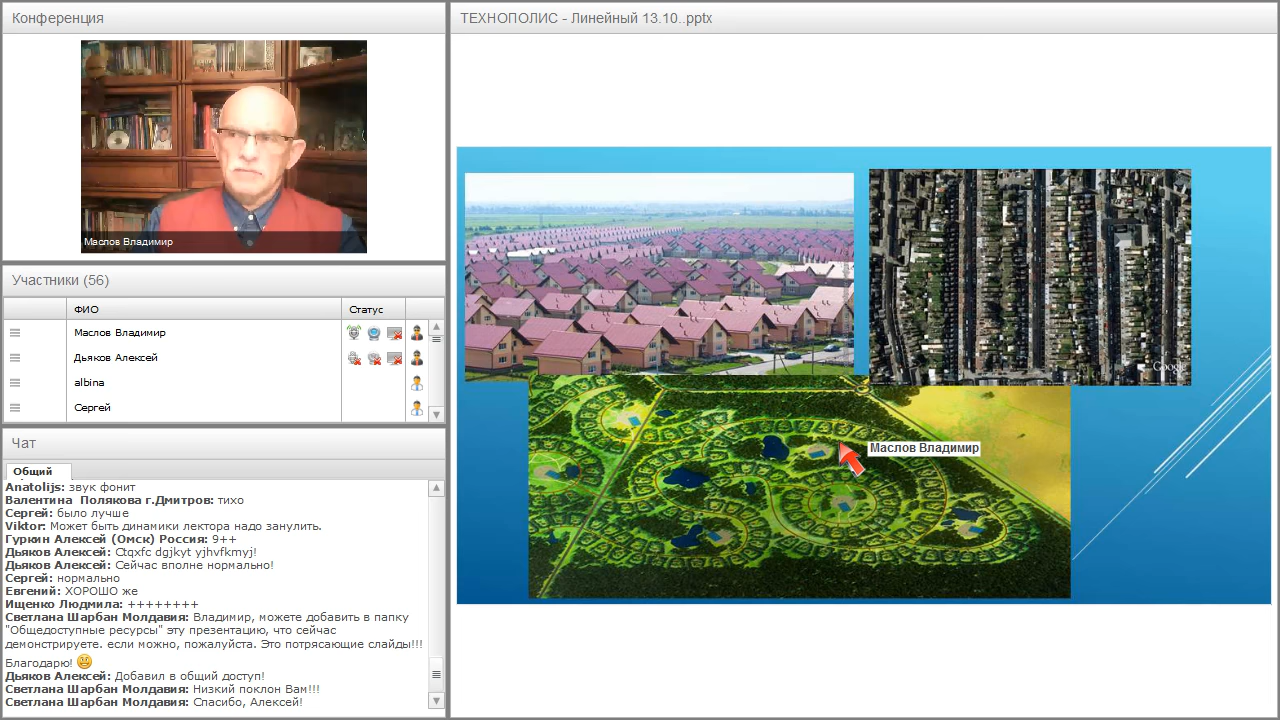 Конференция
Маслов Владимир
Участники (56)
ФИО
Статус
Маслов Владимир
Дьяков Алексей
albina
Сергей
Чат
Общий
Anatolijs: звук фонит
Валентина Полякова г.Дмитров: тихо
Сергей: было лучше
Viktor: Может быть динамики лектора надо занулить.
Гуркин Алексей (Омск) Россия: 9++
Дьяков Алексей: Ctqxfc dgjkyt yjhvfkmyj!
Дьяков Алексей: Сейчас вполне нормально!
Сергей: нормально
Евгений: ХОРОШО же
Ищенко Людмила: ++++++++
Светлана Шарбан Молдавия: Владимир, можете добавить в папку
"Общедоступные ресурсы" эту презентацию, что сейчас
демонстрируете. если можно, пожалуйста. Это потрясающие слайды!!!
Благодарю!
Дьяков Алексей: Добавил в общий доступ!
Светлана Шарбан Молдавия: Низкий поклон Вам!!!
Светлана Шарбан Молдавия: Спасибо, Алексей!
ТЕХНОПОЛИС - Линейный 13.10..pptx
Google
Маслов Владимир